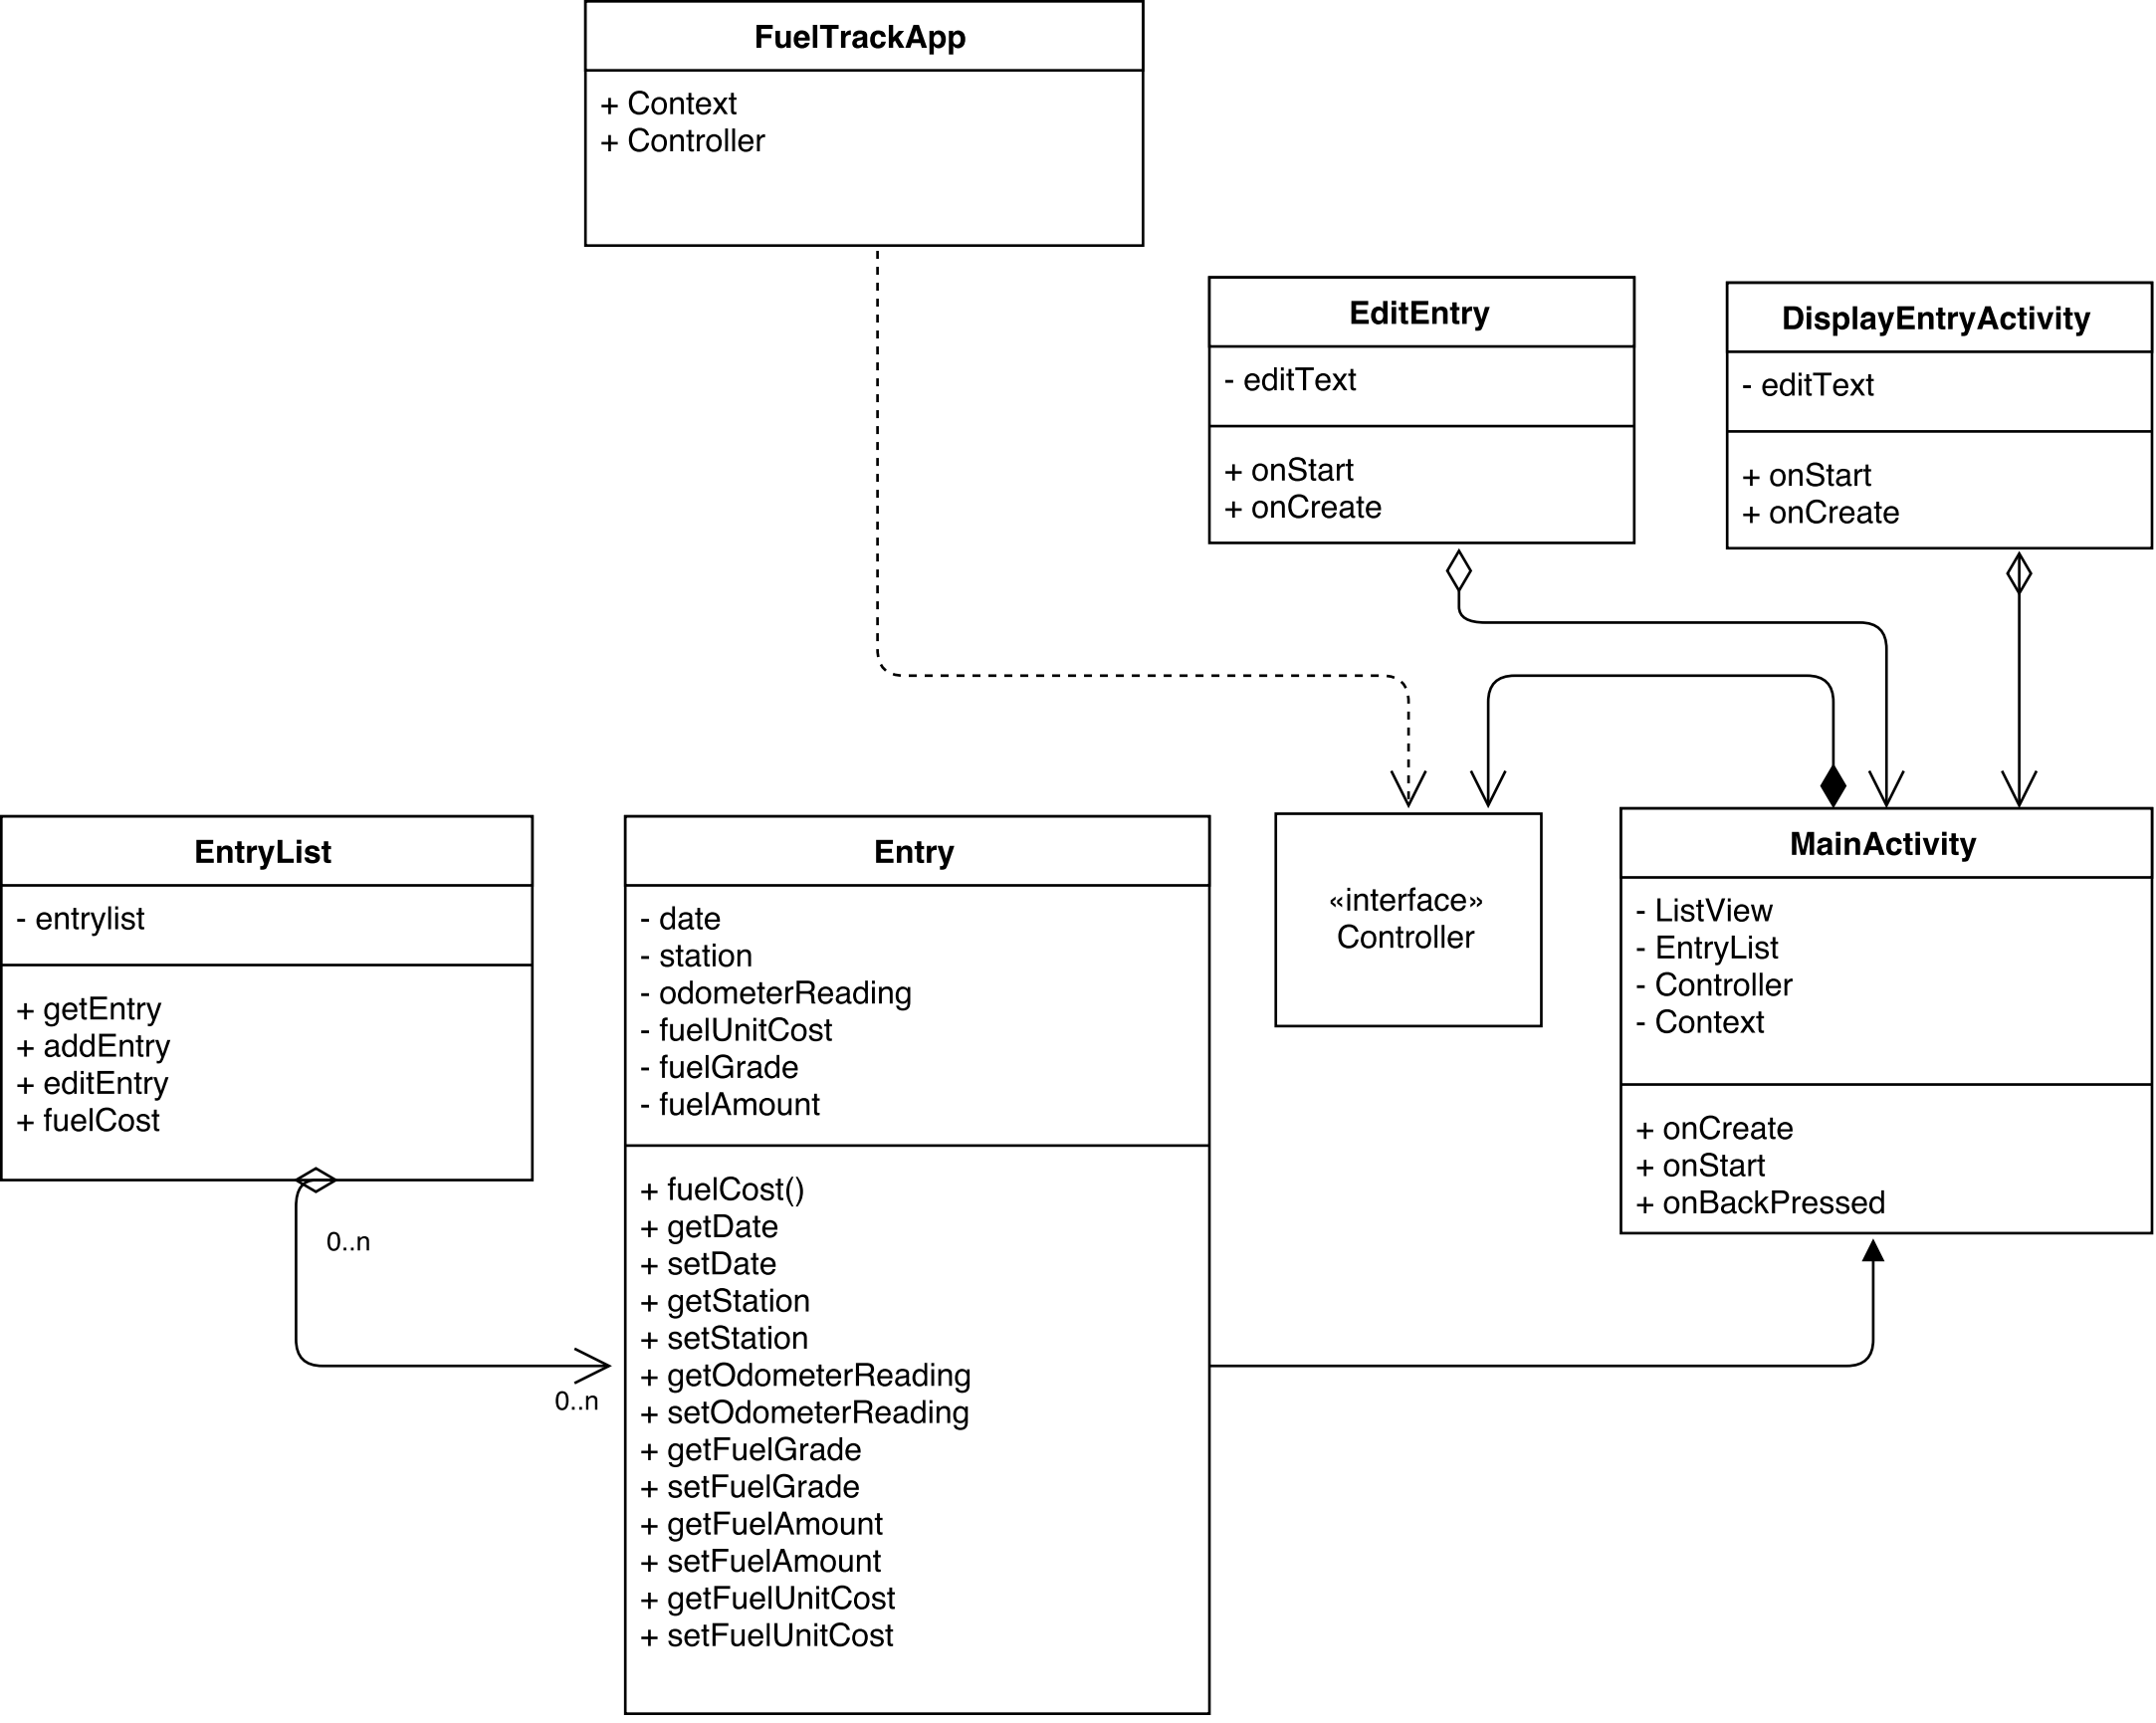 FuelTrackApp
+ Context
+ Controller
EditEntry
- editText
+ onStart
+ onCreate
DisplayEntryActivity
- editText
+ onStart
+ onCreate
EntryList
- entrylist
+ getEntry
+ addEntry
+ editEntry
+ fuelCost
0..n
0..n
Entry
- date
- station
- odometerReading
- fuelUnitCost
- fuelGrade
- fuelAmount
+ fuelCost()
+ getDate
+ setDate
+ getStation
+ setStation
+ getOdometerReading
+ setOdometerReading
+ getFuelGrade
+ setFuelGrade
+ getFuelAmount
+ setFuelAmount
+ getFuelUnitCost
+ setFuelUnitCost
«interface»
Controller
MainActivity
- ListView
- EntryList
- Controller
- Context
+ onCreate
+ onStart
+ onBackPressed